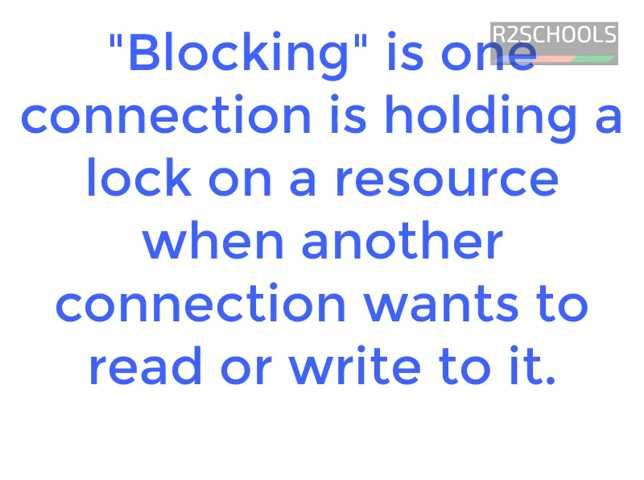 R2SCHOOLS
"Blocking" is one
connection is holding a
lock on a resource
when another
connection wants to
read or write to it.